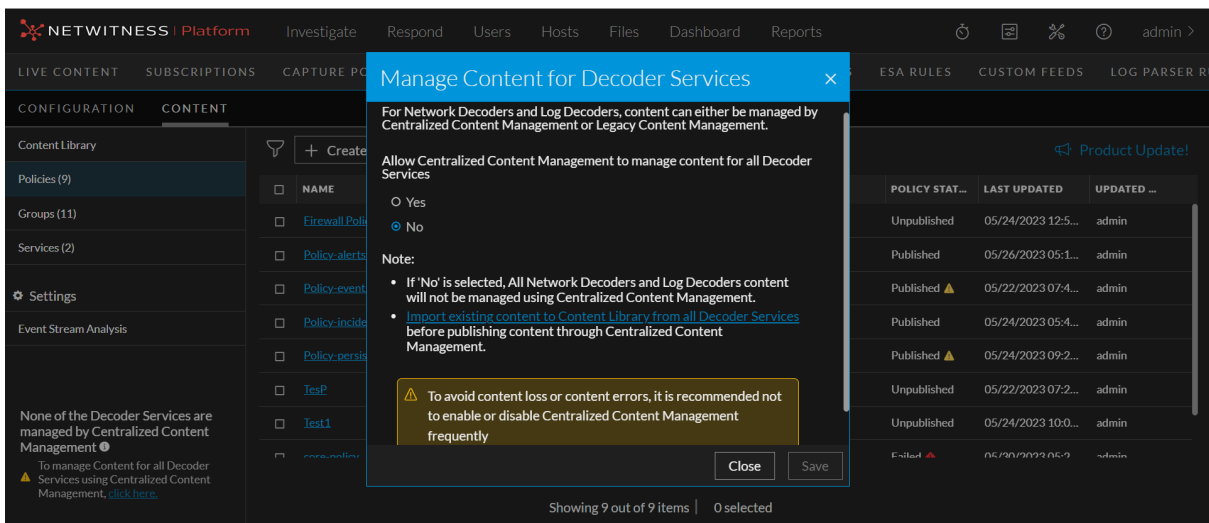 NETWITNESS | Platform Investigate Respond Users Hosts Files Dashboard Reports admin >
LIVE CONTENT SUBSCRIPTIONS CAPTURE PO ESA RULES CUSTOM FEEDS LOG PARSER R
CONFIGURATION CONTENT
Content Library
Policies (9)
Groups (11)
Services (2)
Settings
Event Stream Analysis
None of the Decoder Services are
managed by Centralized Content
Management
To manage Content for all Decoder
Services using Centralized Content
Management, click here.
+ Create
Product Update!
NAME POLICY STAT... LAST UPDATED UPDATED ...
Firewall Poli Unpublished 05/24/2023 12:5... admin
Policy-alerts Published 05/26/2023 05:1... admin
Policy-event Published 05/22/2023 07:4... admin
Policy-incide Published 05/24/2023 05:4... admin
Policy-persis Published 05/24/2023 09:2... admin
TesP Unpublished 05/22/2023 07:2... admin
Test1 Unpublished 05/24/2023 10:0... admin
core-policy Failed 05/30/2023 05:2 admin
Showing 9 out of 9 items | 0 selected
Manage Content for Decoder Services ×
For Network Decoders and Log Decoders, content can either be managed by
Centralized Content Management or Legacy Content Management.
Allow Centralized Content Management to manage content for all Decoder
Services
Yes
No
Note:
• If 'No' is selected, All Network Decoders and Log Decoders content
will not be managed using Centralized Content Management.
• Import existing content to Content Library from all Decoder Services
before publishing content through Centralized Content
Management.
To avoid content loss or content errors, it is recommended not
to enable or disable Centralized Content Management
frequently
Close Save